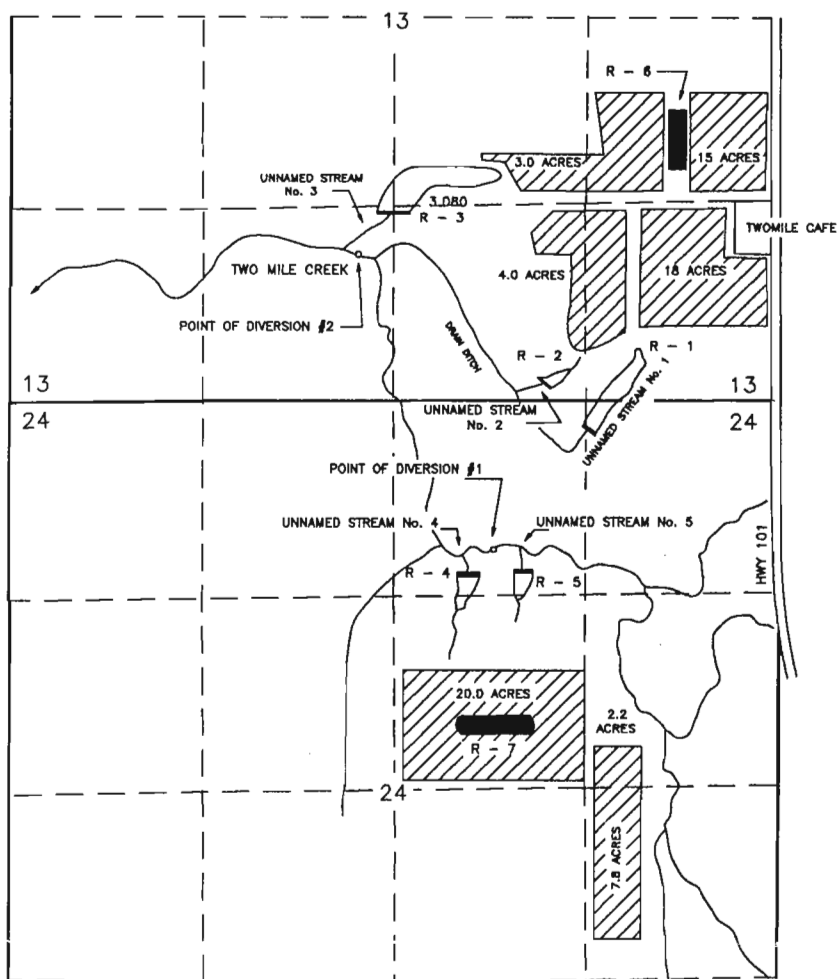 13
R - 6
3.0 ACRES
15 ACRES
UNNAMED STREAM
No. 3
3.080
R - 3
TWOMILE CAFE
TWO MILE CREEK
4.0 ACRES
18 ACRES
POINT OF DIVERSION #2
DRAIN DITCH
R - 2
R - 1
13
13
24
24
UNNAMED STREAM
No. 2
UNNAMED STREAM No. 1
POINT OF DIVERSION #1
UNNAMED STREAM No. 4
UNNAMED STREAM No. 5
HWY 101
R - 4
R - 5
20.0 ACRES
R - 7
2.2
ACRES
24
7.8 ACRES